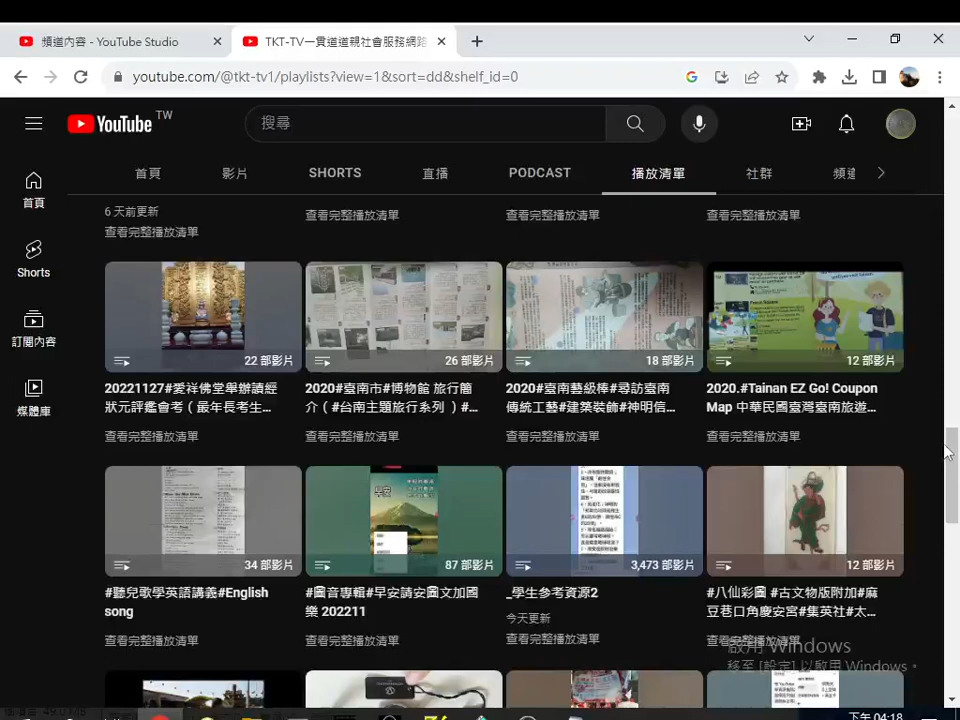 頻道內容 - YouTube Studio
TKT-TV一貫道道親社會服務網路
youtube.com/@tkt-tv1/playlists?view=1&sort=dd&shelf_id=0
YouTube TW
搜尋
首頁
影片
SHORTS
直播
PODCAST
播放清單
社群
頻道
首頁
Shorts
訂閱內容
媒體庫
6 天前更新
查看完整播放清單
查看完整播放清單
查看完整播放清單
查看完整播放清單
22 部影片
26 部影片
18 部影片
12 部影片
20221127#愛祥佛堂舉辦讀經
狀元評鑑會考（最年長考生...
查看完整播放清單
2020#臺南市#博物館 旅行簡
介（#台南主題旅行系列 ）#...
查看完整播放清單
2020#臺南藝級棒#尋訪臺南
傳統工藝#建築裝飾#神明信...
查看完整播放清單
2020.#Tainan EZ Go! Coupon
Map 中華民國臺灣臺南旅遊...
查看完整播放清單
34 部影片
早安
87 部影片
3,473 部影片
12 部影片
#聽兒歌學英語講義#English
song
查看完整播放清單
#圖音專輯#早安請安圖文加國
樂 202211
查看完整播放清單
_學生參考資源2
今天更新
查看完整播放清單
#八仙彩圖 #古文物版附加#麻
豆巷口角慶安宮#集英社#太...
查看完整播放清單
啟用 Windows
移至 [設定] 以啟用 Windows。
下午 04:18